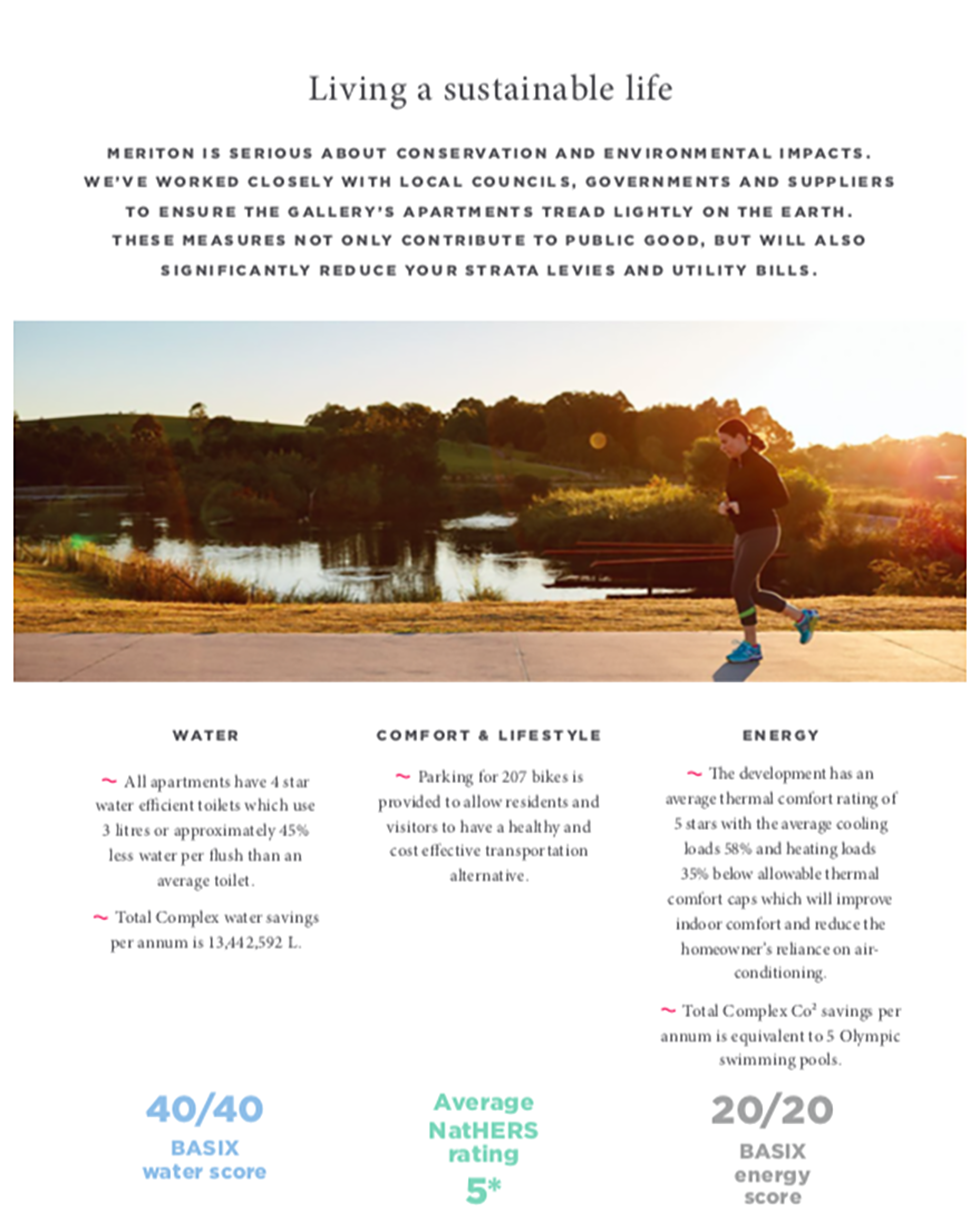 Living a sustainable life
MERITON IS SERIOUS ABOUT CONSERVATION AND ENVIRONMENTAL IMPACTS.
WE'VE WORKED CLOSELY WITH LOCAL COUNCILS, GOVERNMENTS AND SUPPLIERS
TO ENSURE THE GALLERY'S APARTMENTS TREAD LIGHTLY ON THE EARTH.
THESE MEASURES NOT ONLY CONTRIBUTE TO PUBLIC GOOD, BUT WILL ALSO
SIGNIFICANTLY REDUCE YOUR STRATA LEVIES AND UTILITY BILLS.
WATER
~ All apartments have 4 star
water efficient toilets which use
3 litres or approximately 45%
less water per flush than an
average toilet.
~ Total Complex water savings
per annum is 13,442,592 L.
40/40
BASIX
water score
COMFORT & LIFESTYLE
~ Parking for 207 bikes is
provided to allow residents and
visitors to have a healthy and
cost effective transportation
alternative.
Average
NatHERS
rating
5*
ENERGY
~ The development has an
average thermal comfort rating of
5 stars with the average cooling
loads 58% and heating loads
35% below allowable thermal
comfort caps which will improve
indoor comfort and reduce the
homeowner's reliance on air-
conditioning.
~ Total Complex Co² savings per
annum is equivalent to 5 Olympic
swimming pools.
20/20
BASIX
energy
score